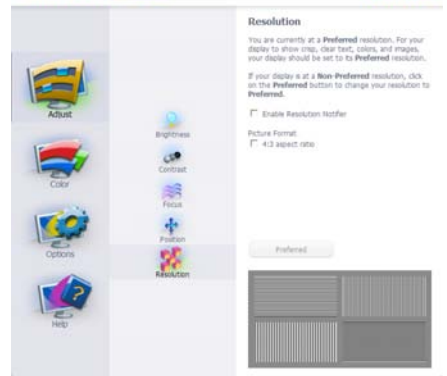 Adjust
Color
Options
Help
Brightness
Contrast
Focus
Position
Resolution
Resolution
You are currently at a Preferred resolution. For your
display to show crisp, clear text, colors, and images,
your display should be set to its Preferred resolution.
If your display is at a Non-Preferred resolution, click
on the Preferred button to change your resolution to
Preferred.
Enable Resolution Notifier
Picture Format
4:3 aspect ratio
Preferred